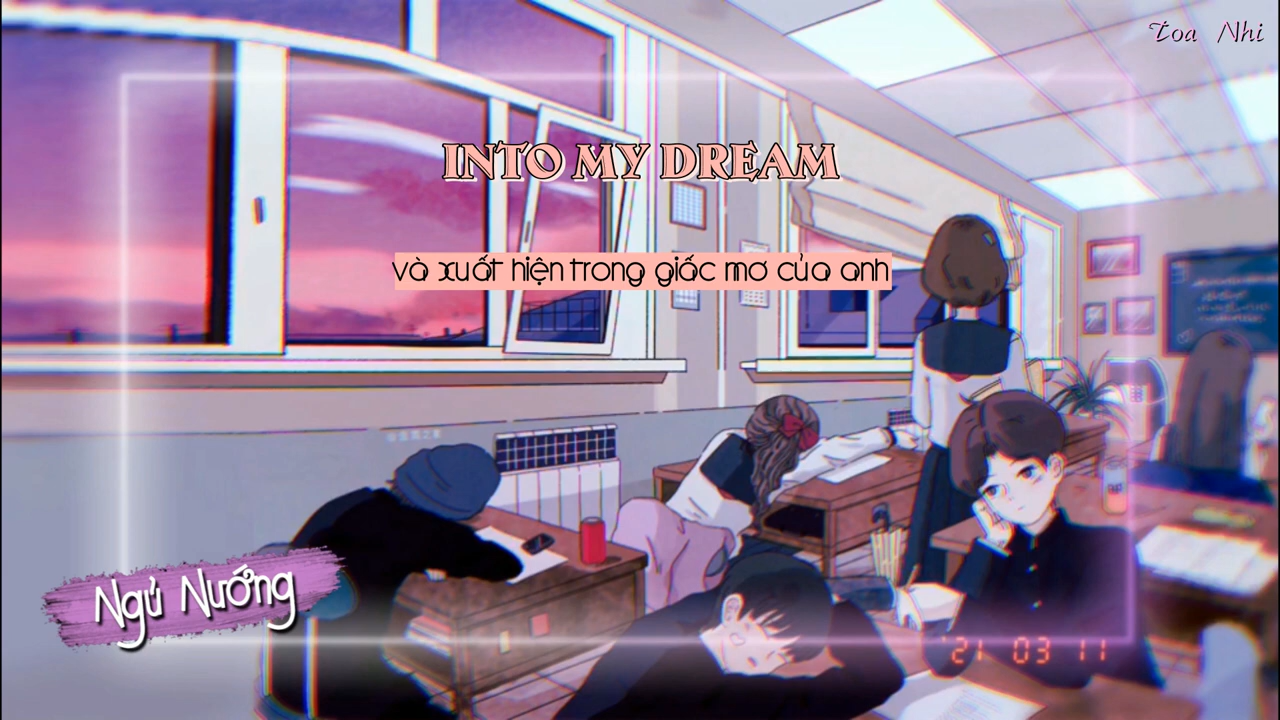 Toa Nhi
INTO MY DREAM
và xuất hiện trong giấc mơ của anh
Ngủ Nướng
'21 03 11